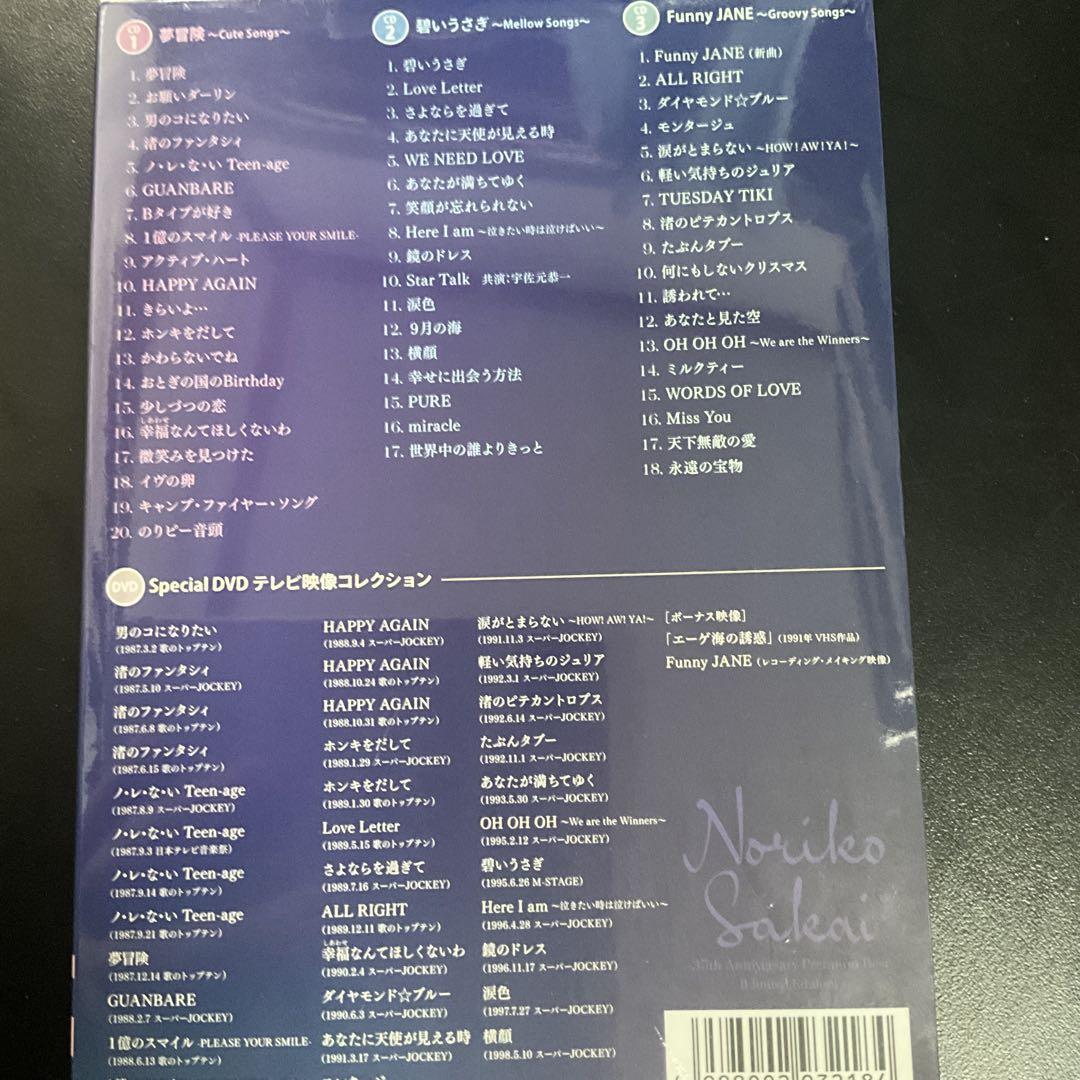 CD 1 夢冒険 ～Cute Songs～
1. 夢冒険
2. お願いダーリン
3. 男のコになりたい
4. 渚のファンタシィ
5. ノ・レ・な・い Teen-age
6. GUANBARE
7. Bタイプが好き
8. 1億のスマイル -PLEASE YOUR SMILE-
9. アクティブ・ハート
10. HAPPY AGAIN
11. きらいよ…
12. ホンキをだして
13. かわらないでね
14. おとぎの国のBirthday
15. 少しづつの恋
しあわせ
16. 幸福なんてほしくないわ
17. 微笑みを見つけた
18. イヴの卵
19. キャンプ・ファイヤー・ソング
20. のりピー音頭
CD 2 碧いうさぎ ～Mellow Songs～
1. 碧いうさぎ
2. Love Letter
3. さよならを過ぎて
4. あなたに天使が見える時
5. WE NEED LOVE
6. あなたが満ちてゆく
7. 笑顔が忘れられない
8. Here I am ～泣きたい時は泣けばいい～
9. 鏡のドレス
10. Star Talk 共演:宇佐元恭一
11. 涙色
12. 9月の海
13. 横顔
14. 幸せに出会う方法
15. PURE
16. miracle
17. 世界中の誰よりきっと
CD 3 Funny JANE ～Groovy Songs～
1. Funny JANE (新曲)
2. ALL RIGHT
3. ダイヤモンド☆ブルー
4. モンタージュ
5. 涙がとまらない ～HOW! AW! YA!～
6. 軽い気持ちのジュリア
7. TUESDAY TIKI
8. 渚のピテカントロプス
9. たぶんタブー
10. 何にもしないクリスマス
11. 誘われて…
12. あなたと見た空
13. OH OH OH ～We are the Winners～
14. ミルクティー
15. WORDS OF LOVE
16. Miss You
17. 天下無敵の愛
18. 永遠の宝物
DVD Special DVD テレビ映像コレクション
男のコになりたい
(1987.3.2 歌のトップテン)
渚のファンタシィ
(1987.5.10 スーパーJOCKEY)
渚のファンタシィ
(1987.6.8 歌のトップテン)
渚のファンタシィ
(1987.6.15 歌のトップテン)
ノ・レ・な・い Teen-age
(1987.8.9 スーパーJOCKEY)
ノ・レ・な・い Teen-age
(1987.9.3 日本テレビ音楽祭)
ノ・レ・な・い Teen-age
(1987.9.14 歌のトップテン)
ノ・レ・な・い Teen-age
(1987.9.21 歌のトップテン)
夢冒険
(1987.12.14 歌のトップテン)
GUANBARE
(1988.2.7 スーパーJOCKEY)
1億のスマイル -PLEASE YOUR SMILE-
(1988.6.13 歌のトップテン)
HAPPY AGAIN
(1988.9.4 スーパーJOCKEY)
HAPPY AGAIN
(1988.10.24 歌のトップテン)
HAPPY AGAIN
(1988.10.31 歌のトップテン)
ホンキをだして
(1989.1.29 スーパーJOCKEY)
ホンキをだして
(1989.1.30 歌のトップテン)
Love Letter
(1989.5.15 歌のトップテン)
さよならを過ぎて
(1989.7.16 スーパーJOCKEY)
ALL RIGHT
(1989.12.11 歌のトップテン)
しあわせ
幸福なんてほしくないわ
(1990.2.4 スーパーJOCKEY)
ダイヤモンド☆ブルー
(1990.6.3 スーパーJOCKEY)
あなたに天使が見える時
(1991.3.17 スーパーJOCKEY)
涙がとまらない ～HOW! AW! YA!～
(1991.11.3 スーパーJOCKEY)
軽い気持ちのジュリア
(1992.3.1 スーパーJOCKEY)
渚のピテカントロプス
(1992.6.14 スーパーJOCKEY)
たぶんタブー
(1992.11.1 スーパーJOCKEY)
あなたが満ちてゆく
(1993.5.30 スーパーJOCKEY)
OH OH OH ～We are the Winners～
(1995.2.12 スーパーJOCKEY)
碧いうさぎ
(1995.6.26 M-STAGE)
Here I am ～泣きたい時は泣けばいい～
(1996.4.28 スーパーJOCKEY)
鏡のドレス
(1996.11.17 スーパーJOCKEY)
涙色
(1997.7.27 スーパーJOCKEY)
横顔
(1998.5.10 スーパーJOCKEY)
[ボーナス映像]
「エーゲ海の誘惑」(1991年 VHS作品)
Funny JANE (レコーディング・メイキング映像)
Noriko
Sakai
35th Anniversary Premium Best